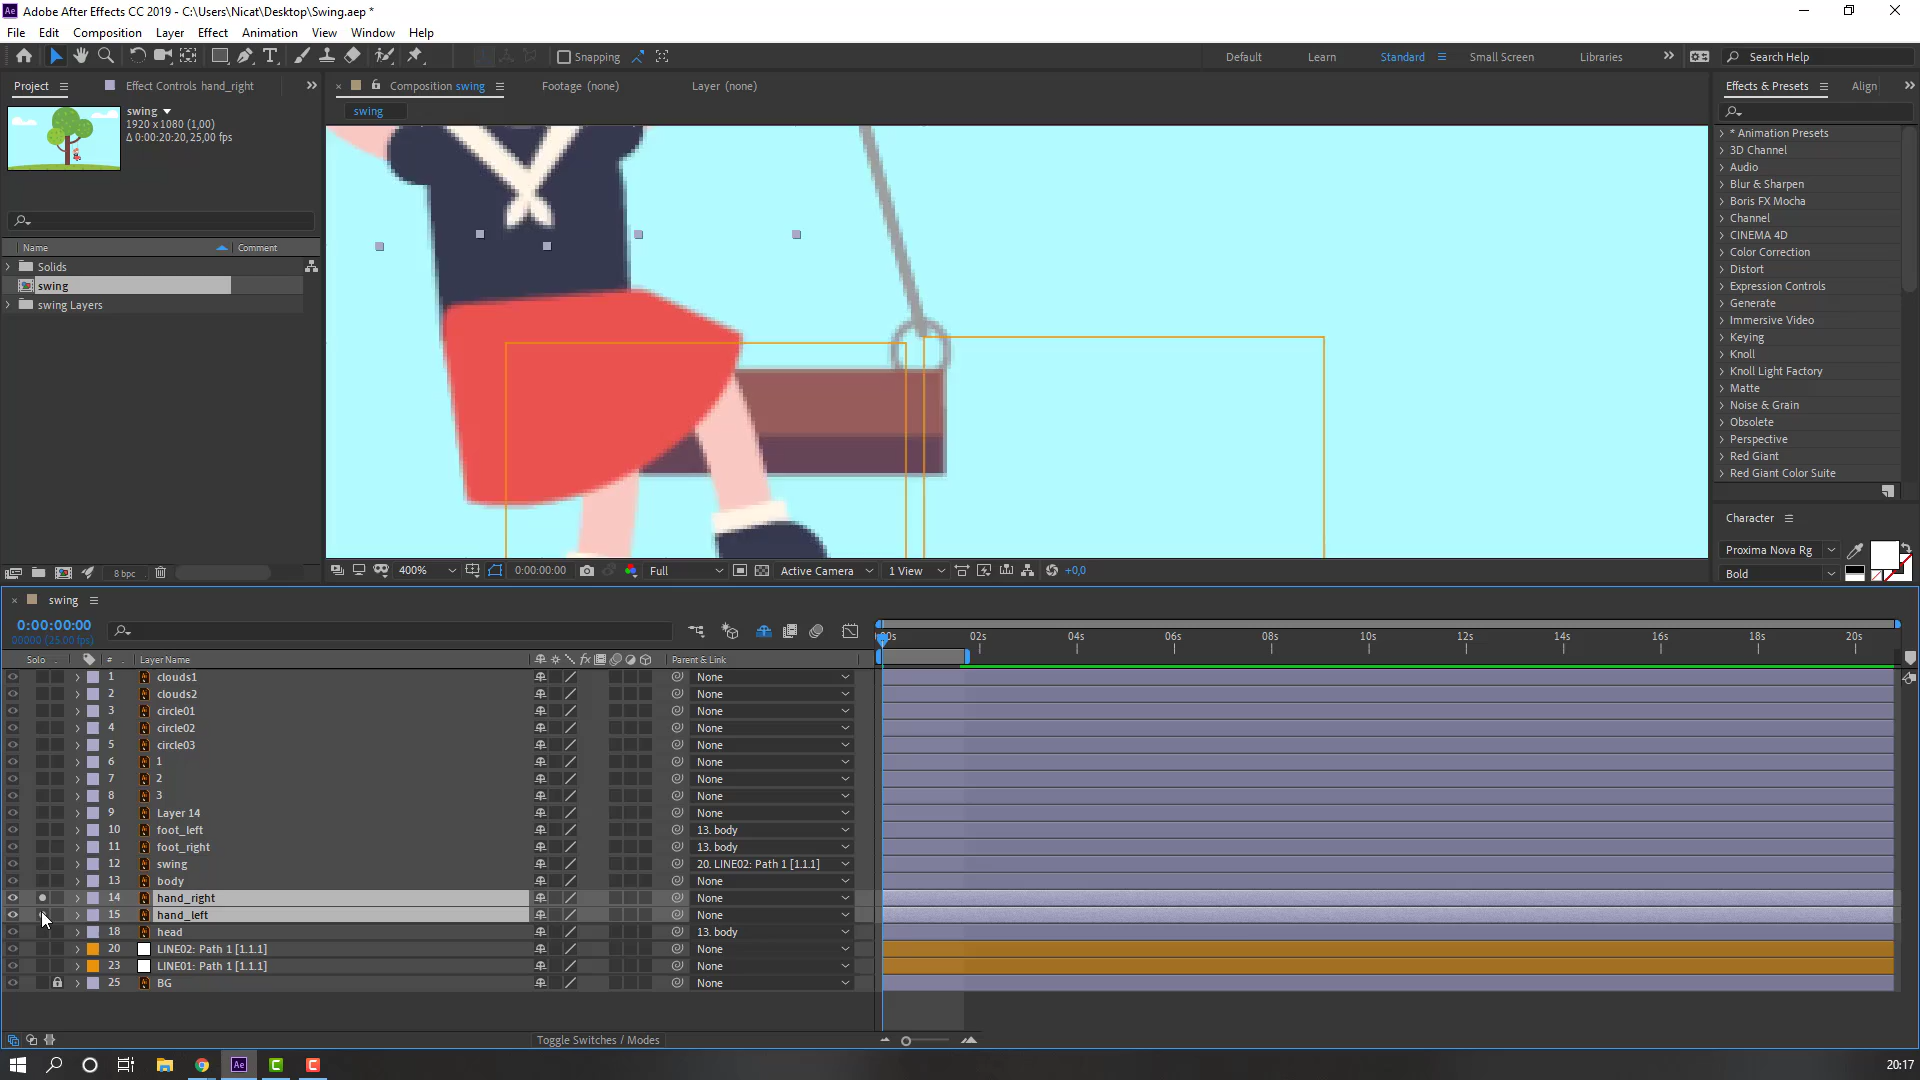 Adobe After Effects CC 2019 - C:\Users\Nicat\Desktop\Swing.aep *
File Edit Composition Layer Effect Animation View Window Help
Snapping Default Learn Standard Small Screen Libraries Search Help
Project Effect Controls hand_right Composition swing Footage (none) Layer (none) Effects & Presets Align
swing
swing
1920 x 1080 (1,00)
Δ 0:00:20:20, 25,00 fps
* Animation Presets
3D Channel
Audio
Blur & Sharpen
Boris FX Mocha
Channel
CINEMA 4D
Color Correction
Distort
Expression Controls
Generate
Immersive Video
Keying
Knoll
Knoll Light Factory
Matte
Noise & Grain
Obsolete
Perspective
Red Giant
Red Giant Color Suite
Name Comment
Solids
swing
swing Layers
Character
Proxima Nova Rg
Bold
8 bpc 400% 0:00:00:00 Full Active Camera 1 View +0,0
swing
0:00:00:00
00000 (25.00 fps)
00s 02s 04s 06s 08s 10s 12s 14s 16s 18s 20s
Solo # Layer Name Parent & Link
1 clouds1 None
2 clouds2 None
3 circle01 None
4 circle02 None
5 circle03 None
6 1 None
7 2 None
8 3 None
9 Layer 14 None
10 foot_left 13. body
11 foot_right 13. body
12 swing 20. LINE02: Path 1 [1.1.1]
13 body None
14 hand_right None
15 hand_left None
18 head 13. body
20 LINE02: Path 1 [1.1.1] None
23 LINE01: Path 1 [1.1.1] None
25 BG None
Toggle Switches / Modes
20:17